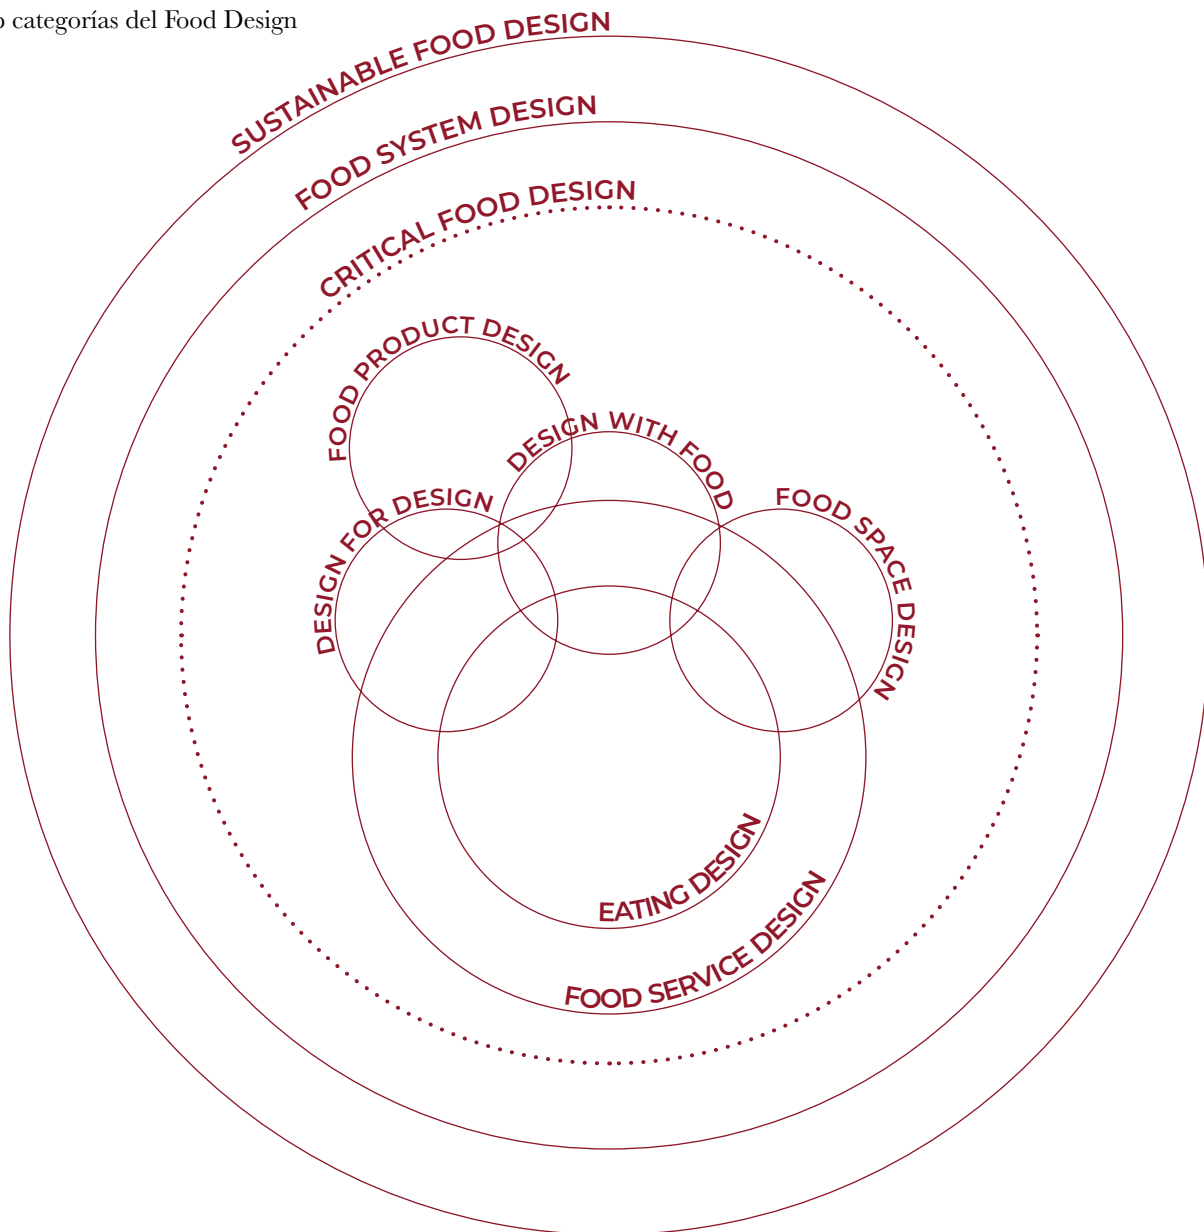 o categorías del Food Design
SUSTAINABLE FOOD DESIGN
FOOD SYSTEM DESIGN
CRITICAL FOOD DESIGN
FOOD PRODUCT DESIGN
DESIGN WITH FOOD
DESIGN FOR DESIGN
FOOD SPACE DESIGN
EATING DESIGN
FOOD SERVICE DESIGN